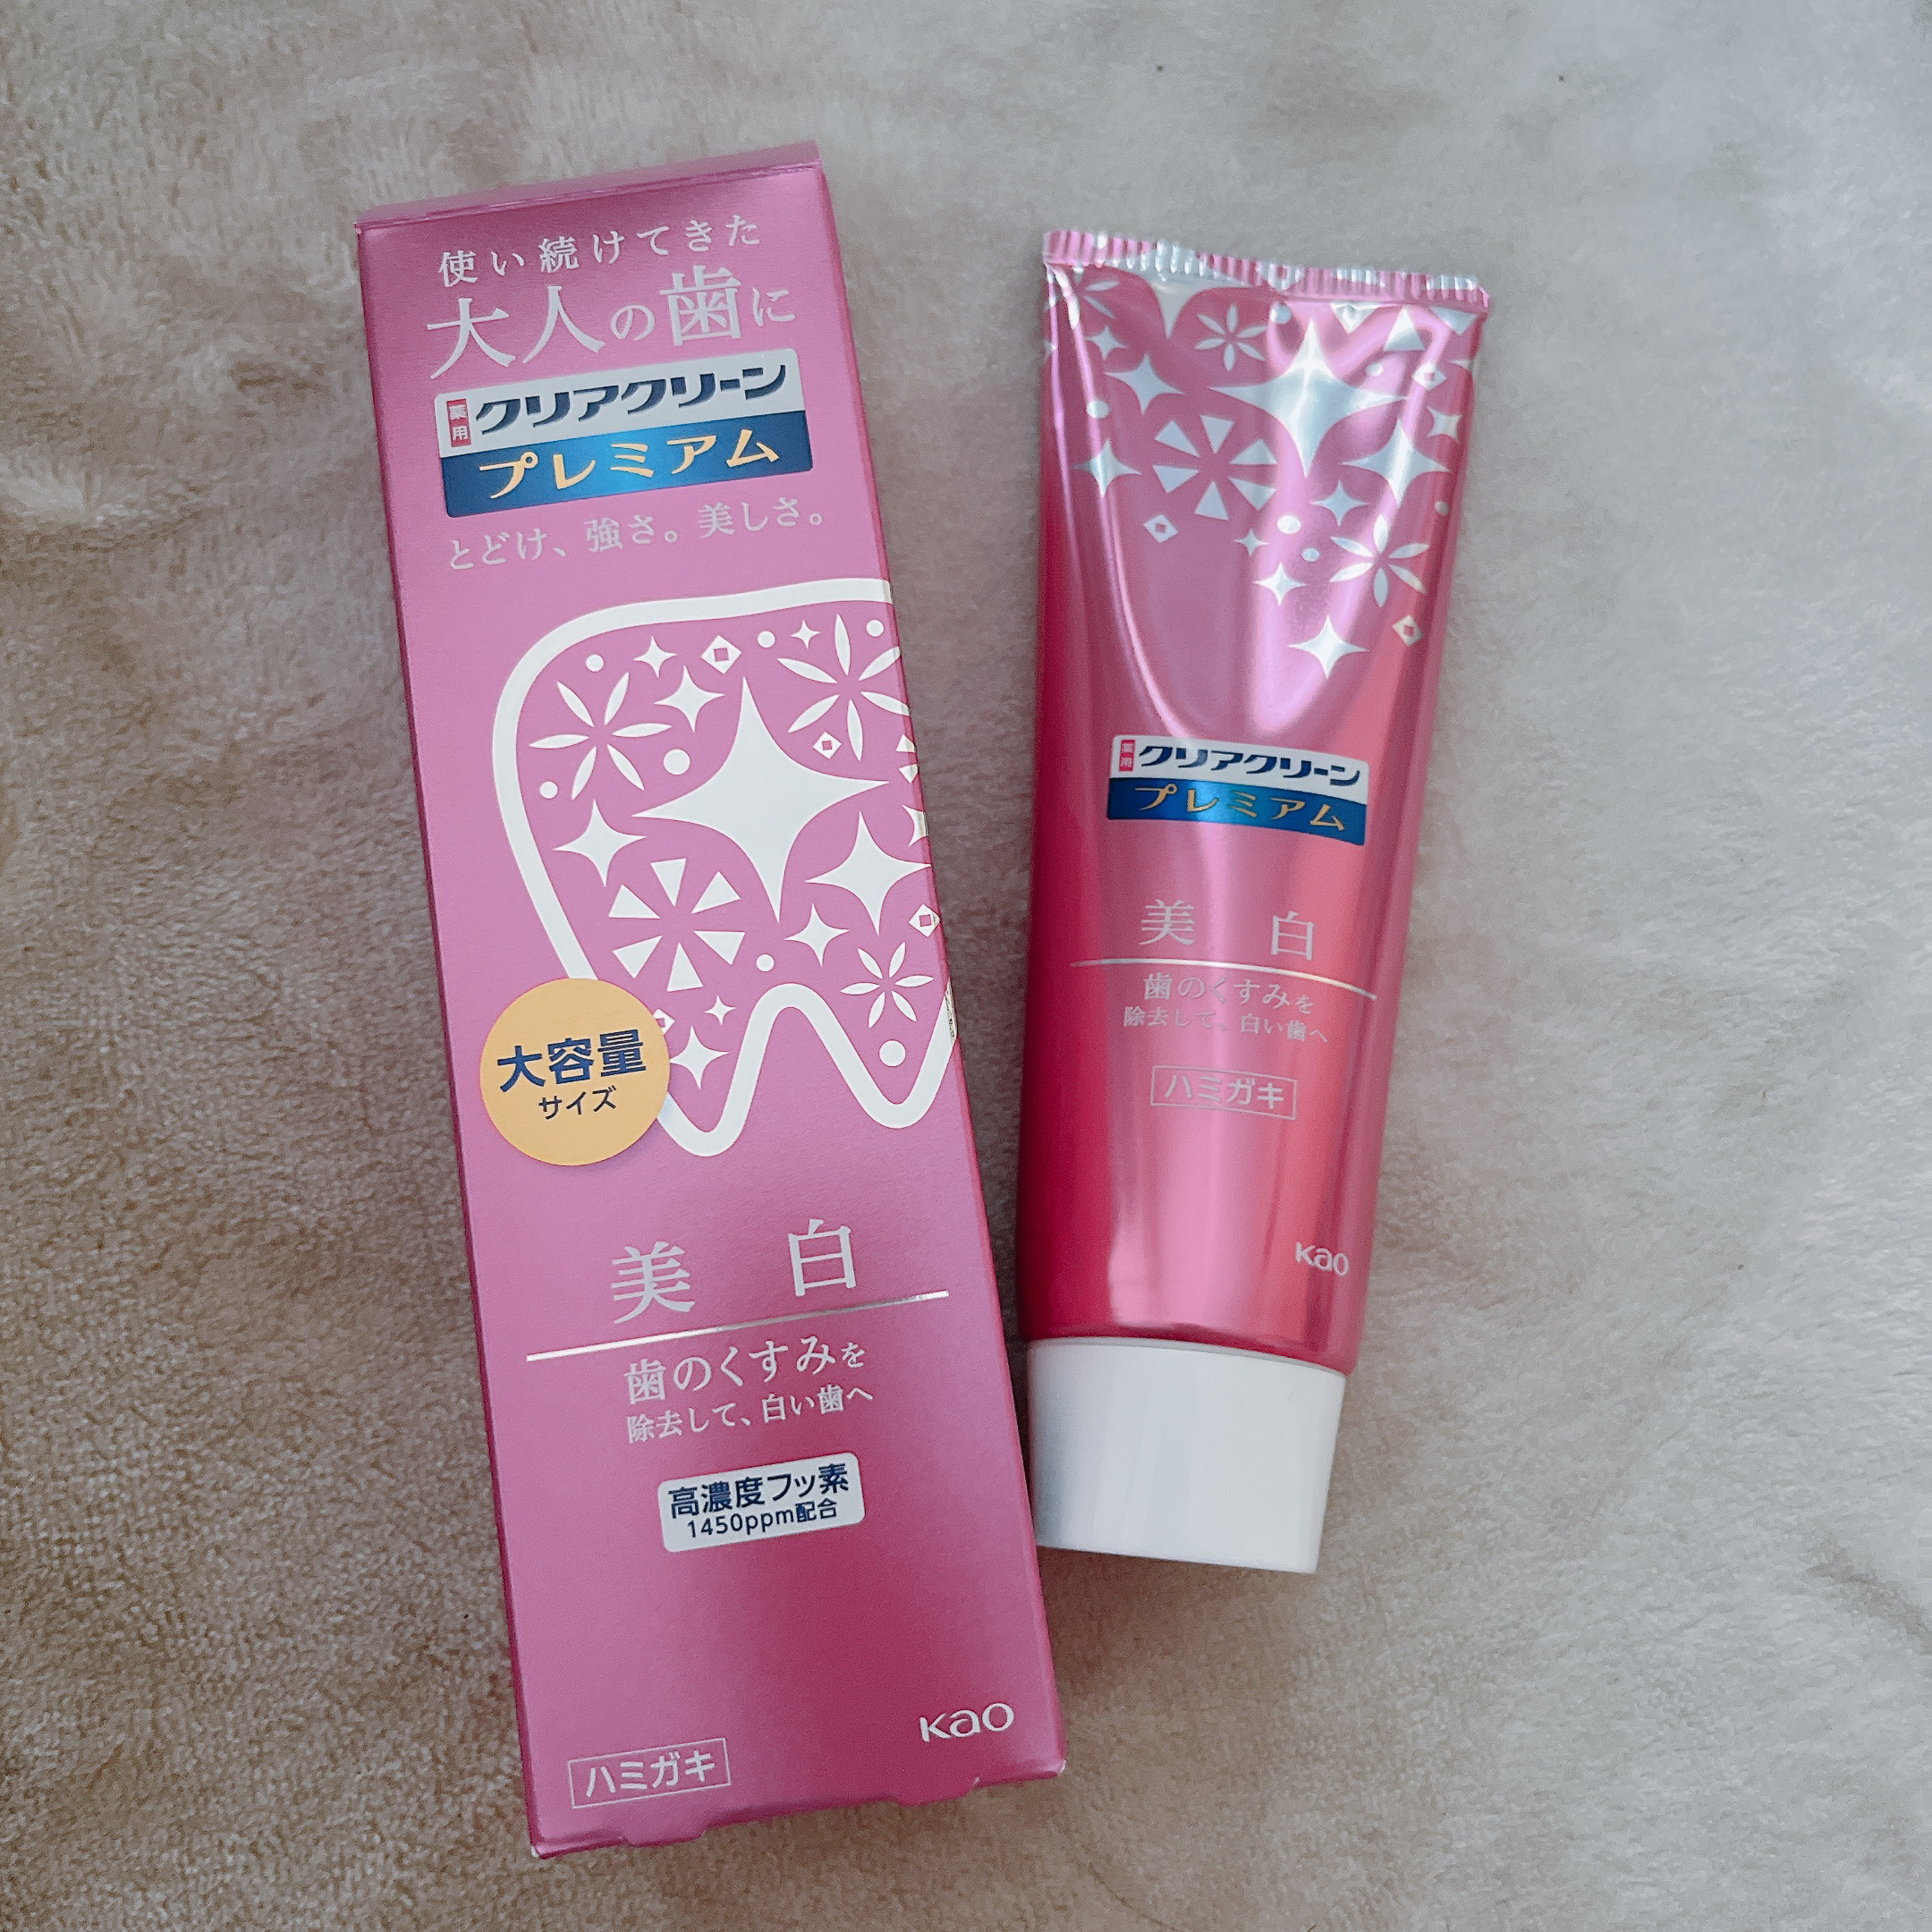 使い続けてきた
大人の歯に
薬用
クリアクリーン
プレミアム
とどけ、強さ。美しさ。
大容量
サイズ
美白
歯のくすみを
除去して、白い歯へ
高濃度フッ素
1450ppm配合
Kao
ハミガキ
薬用
クリアクリーン
プレミアム
美白
歯のくすみを
除去して、白い歯へ
ハミガキ
Kao